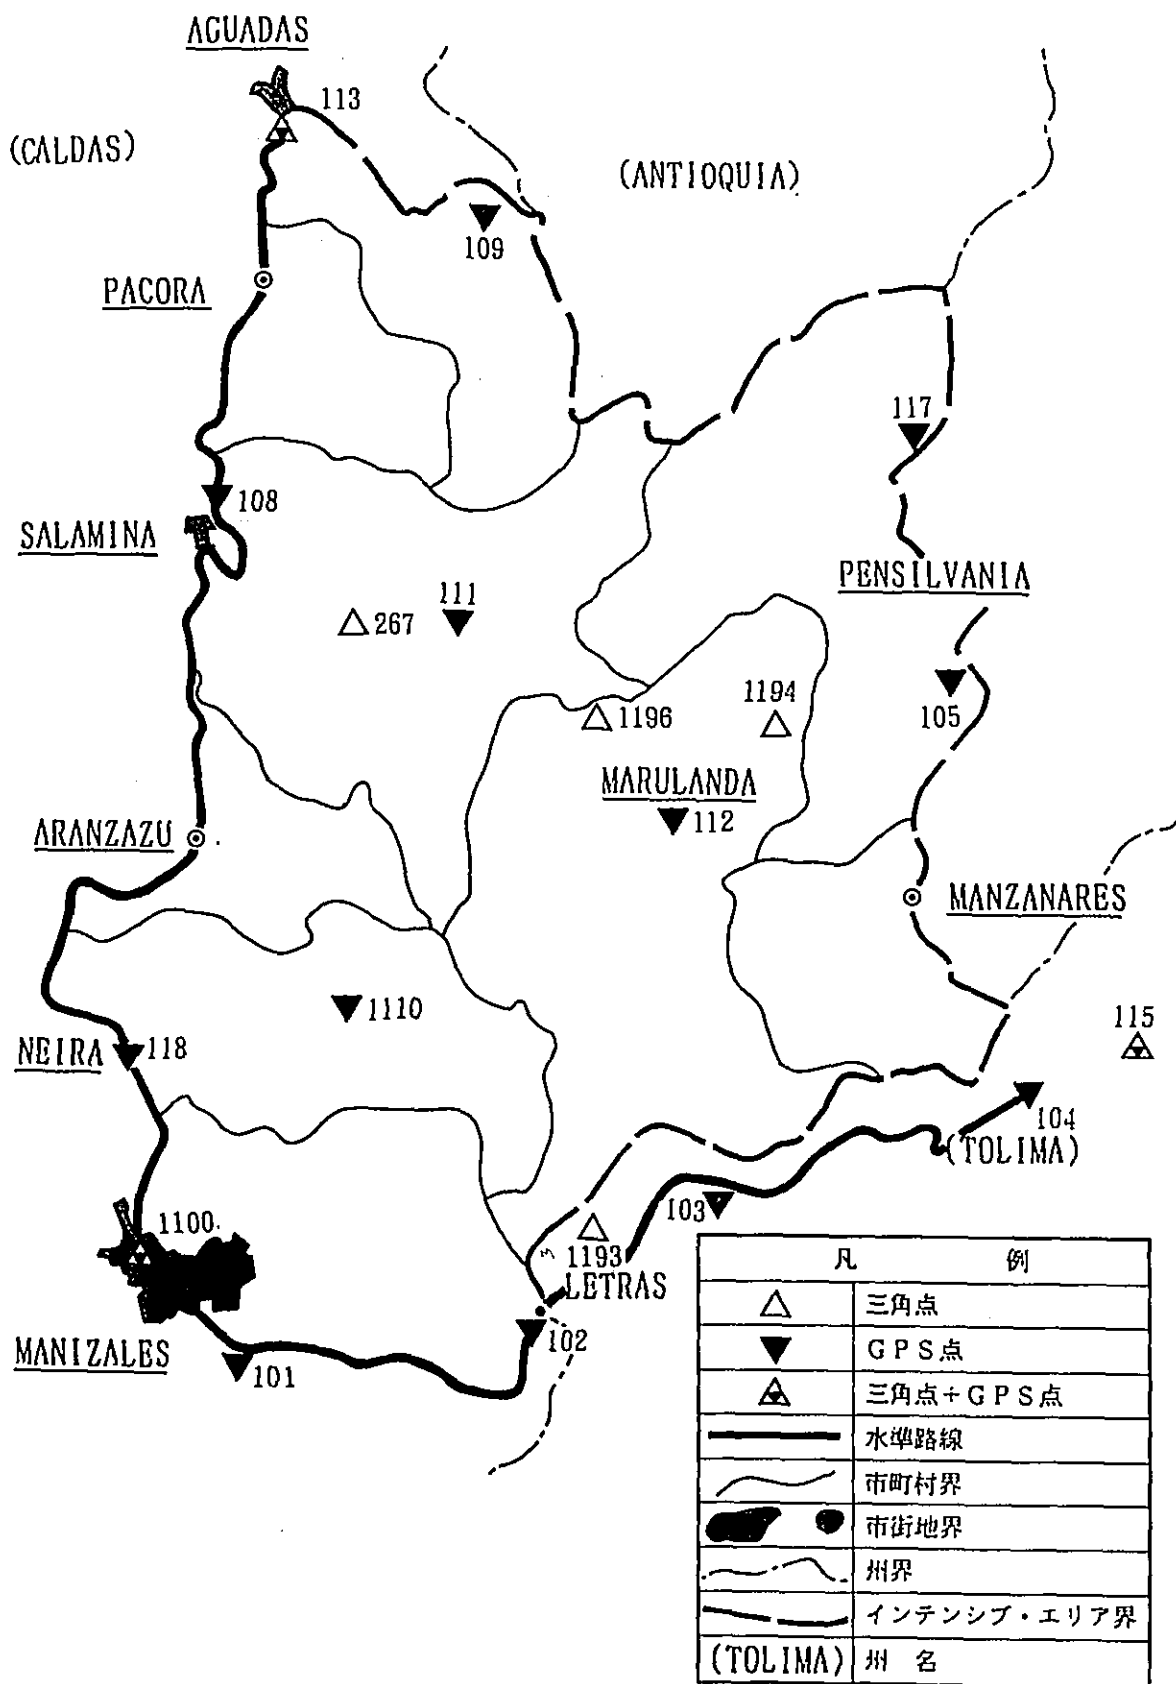 AGUADAS
113
(CALDAS)
(ANTIOQUIA)
109
PACORA
117
108
SALAMINA
PENSILVANIA
111
267
1194
105
1196
MARULANDA
112
ARANZAZU
MANZANARES
1110
115
NEIRA
118
104
(TOLIMA)
1100
103
1193
LETRAS
102
MANIZALES
101
凡 例
三角点
GPS点
三角点+GPS点
水準路線
市町村界
市街地界
州界
インテンシブ・エリア界
(TOLIMA) 州 名